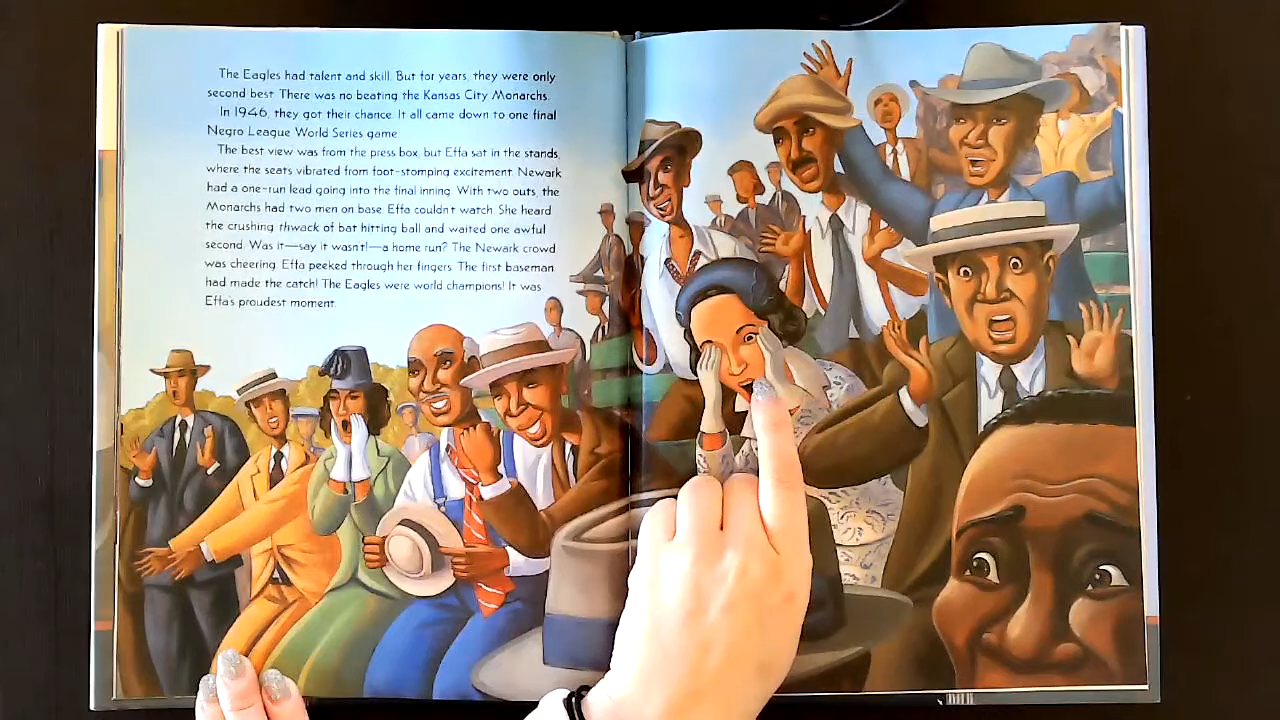 The Eagles had talent and skill. But for years, they were only
second best. There was no beating the Kansas City Monarchs.
In 1946, they got their chance. It all came down to one final
Negro League World Series game.
The best view was from the press box, but Effa sat in the stands,
where the seats vibrated from foot-stomping excitement. Newark
had a one-run lead going into the final inning. With two outs, the
Monarchs had two men on base. Effa couldn't watch. She heard
the crushing thwack of bat hitting ball and waited one awful
second. Was it—say it wasn't!—a home run? The Newark crowd
was cheering. Effa peeked through her fingers. The first baseman
had made the catch! The Eagles were world champions! It was
Effa's proudest moment.